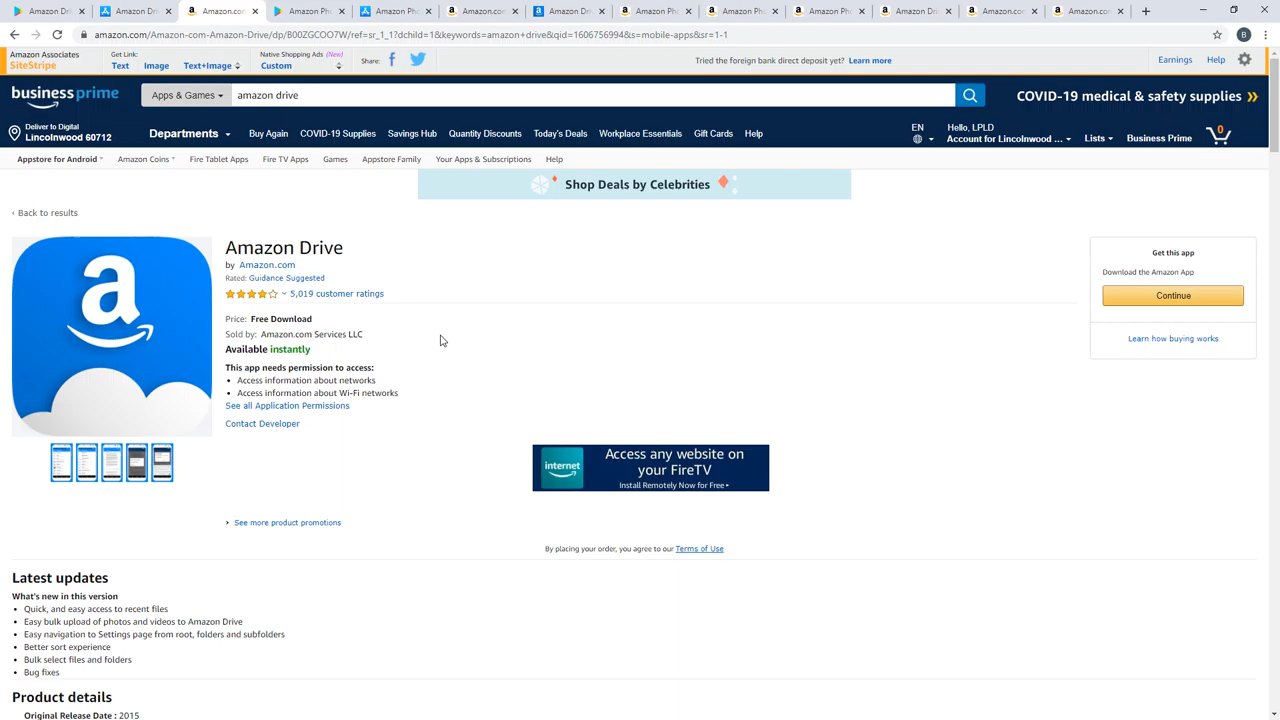 Amazon Dri
Amazon Dri
Amazon.co
Amazon Ph
Amazon Ph
Amazon.co
Amazon Dri
Amazon Pho
Amazon Pho
Amazon Pho
Amazon Dri
Amazon.co
Amazon.co
amazon.com/Amazon-com-Amazon-Drive/dp/B00ZGCOO7W/ref=sr_1_1?dchild=1&keywords=amazon+drive&qid=1606756994&s=mobile-apps&sr=1-1
B
Amazon Associates
SiteStripe
Get Link:
Text Image Text+Image
Native Shopping Ads (New)
Custom
Share:
Tried the foreign bank direct deposit yet? Learn more
Earnings Help
business prime
Apps & Games
amazon drive
COVID-19 medical & safety supplies »
Deliver to Digital
Lincolnwood 60712
Departments
Buy Again COVID-19 Supplies Savings Hub Quantity Discounts Today's Deals Workplace Essentials Gift Cards Help
EN
Hello, LPLD
Account for Lincolnwood ...
Lists
Business Prime
0
Appstore for Android Amazon Coins Fire Tablet Apps Fire TV Apps Games Appstore Family Your Apps & Subscriptions Help
Shop Deals by Celebrities
‹ Back to results
a
Amazon Drive
by Amazon.com
Rated: Guidance Suggested
5,019 customer ratings
Price: Free Download
Sold by: Amazon.com Services LLC
Available instantly
This app needs permission to access:
• Access information about networks
• Access information about Wi-Fi networks
See all Application Permissions
Contact Developer
Get this app
Download the Amazon App
Continue
Learn how buying works
internet
Access any website on
your FireTV
Install Remotely Now for Free ▸
› See more product promotions
By placing your order, you agree to our Terms of Use
Latest updates
What's new in this version
• Quick, and easy access to recent files
• Easy bulk upload of photos and videos to Amazon Drive
• Easy navigation to Settings page from root, folders and subfolders
• Better sort experience
• Bulk select files and folders
• Bug fixes
Product details
Original Release Date : 2015